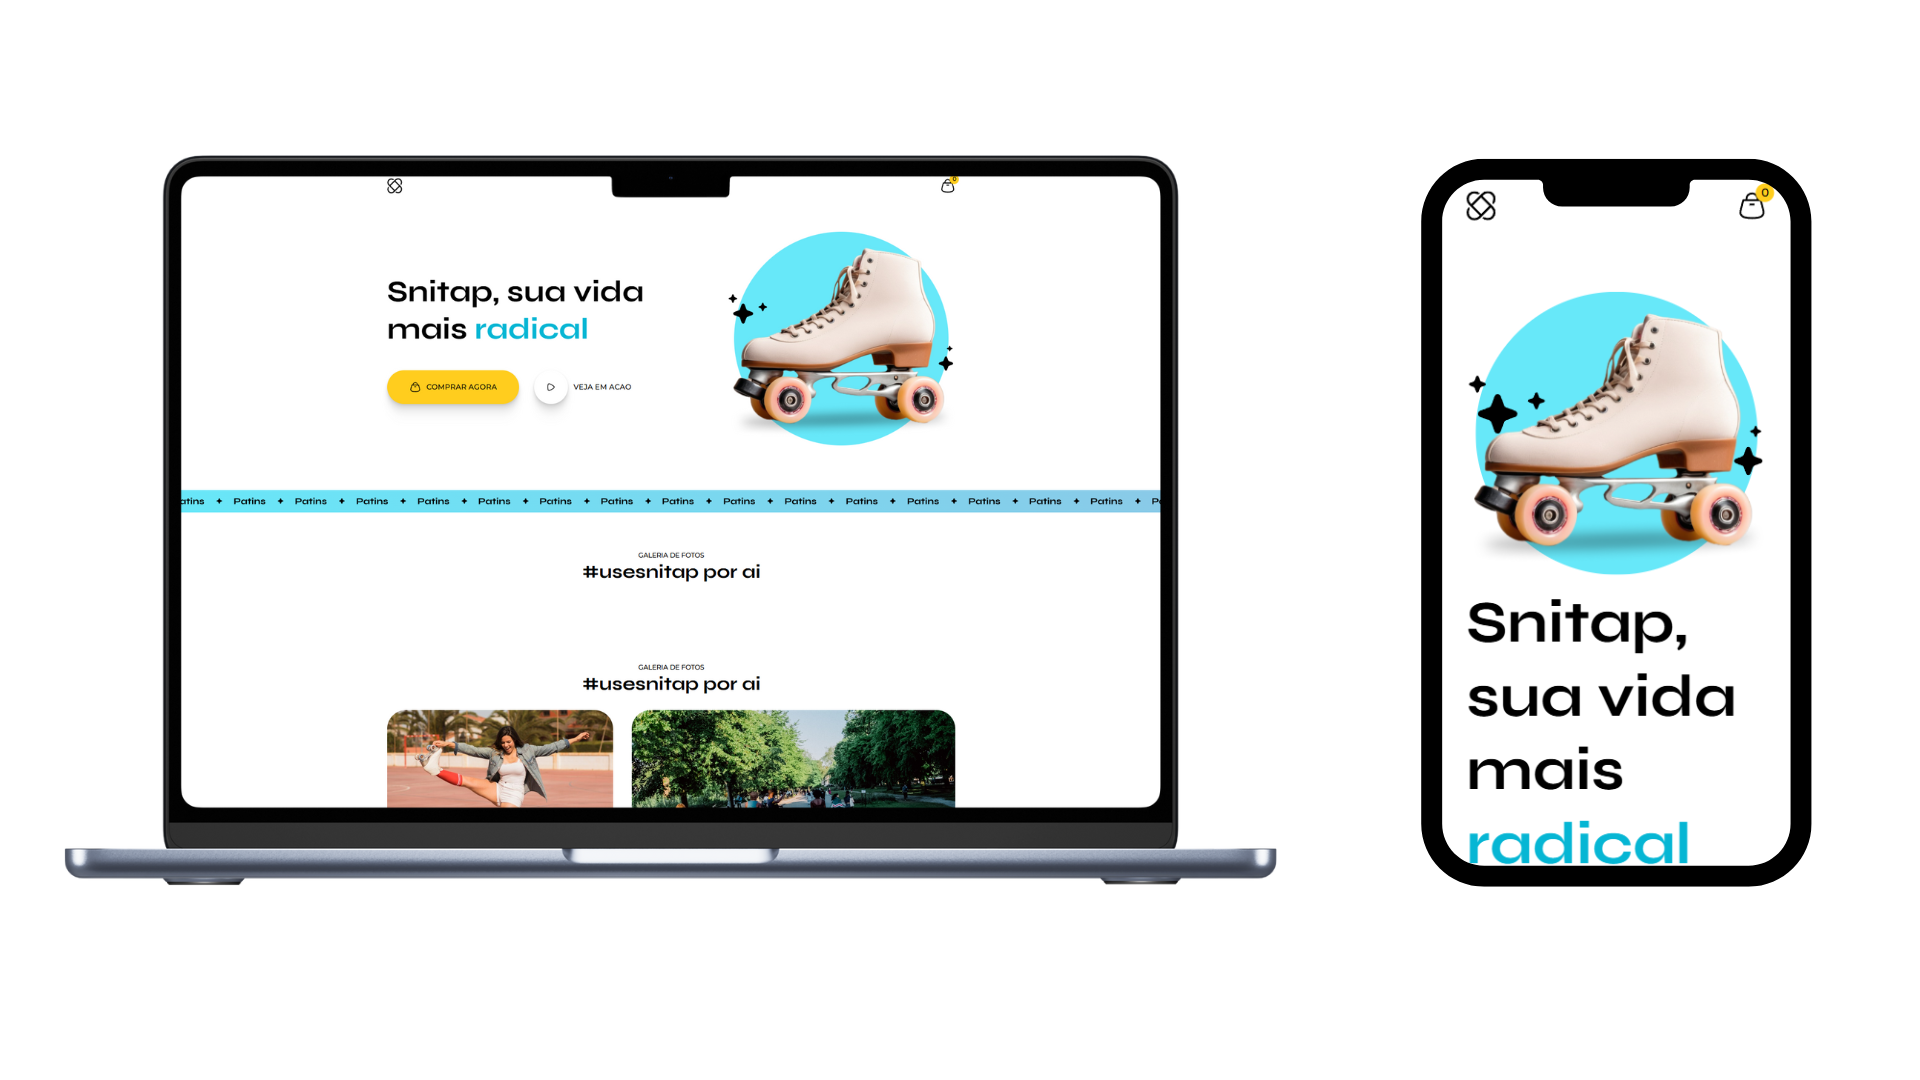 0
Snitap, sua vida
mais radical
COMPRAR AGORA
VEJA EM ACAO
atins ✦ Patins ✦ Patins ✦ Patins ✦ Patins ✦ Patins ✦ Patins ✦ Patins ✦ Patins ✦ Patins ✦ Patins ✦ Patins ✦ Patins ✦ Patins ✦ Patins ✦ Patins ✦ P
GALERIA DE FOTOS
#usesnitap por ai
GALERIA DE FOTOS
#usesnitap por ai
0
Snitap,
sua vida
mais
radical